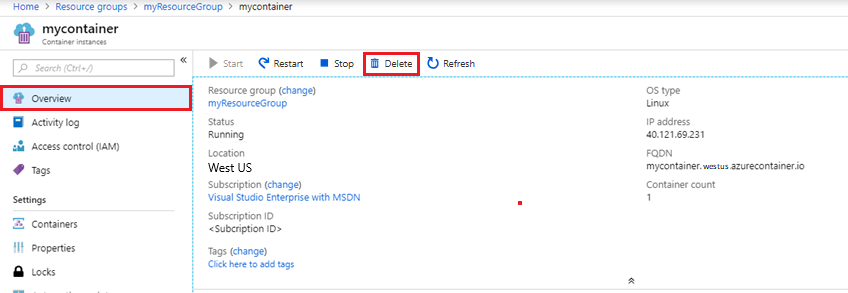 Home > Resource groups > myResourceGroup > mycontainer
mycontainer
Container instances
Search (Ctrl+/)
«
Overview
Activity log
Access control (IAM)
Tags
Settings
Containers
Properties
Locks
Start Restart Stop Delete Refresh
Resource group (change)
myResourceGroup
Status
Running
Location
West US
Subscription (change)
Visual Studio Enterprise with MSDN
Subscription ID
<Subcription ID>
Tags (change)
Click here to add tags
OS type
Linux
IP address
40.121.69.231
FQDN
mycontainer.westus.azurecontainer.io
Container count
1